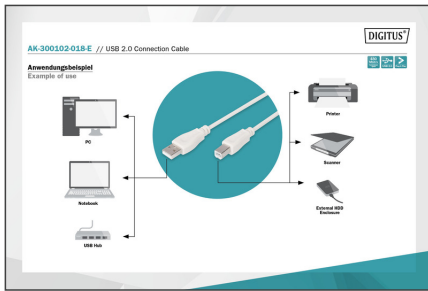 DIGITUS®
AK-300102-018-E // USB 2.0 Connection Cable
Anwendungsbeispiel
Example of use
PC
Notebook
USB Hub
Printer
Scanner
External HDD
Enclosure